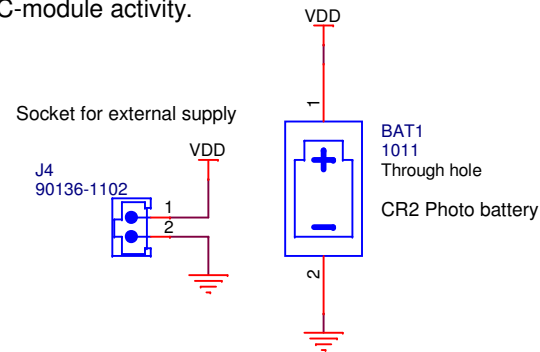 C-module activity.
VDD
1
Socket for external supply
VDD
J4
90136-1102
1
2
BAT1
1011
Through hole
CR2 Photo battery
2